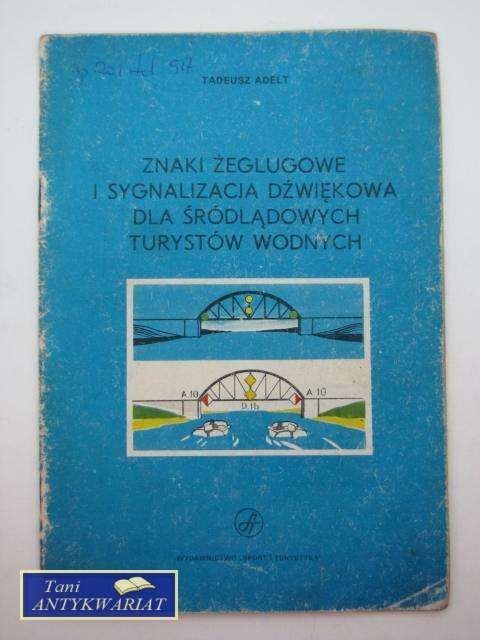 TADEUSZ ADELT
ZNAKI ŻEGLUGOWE
I SYGNALIZACJA DŹWIĘKOWA
DLA ŚRÓDLĄDOWYCH
TURYSTÓW WODNYCH
A.10
D.1b
A.10
WYDAWNICTWO „SPORT I TURYSTYKA"
Tani
ANTYKWARIAT